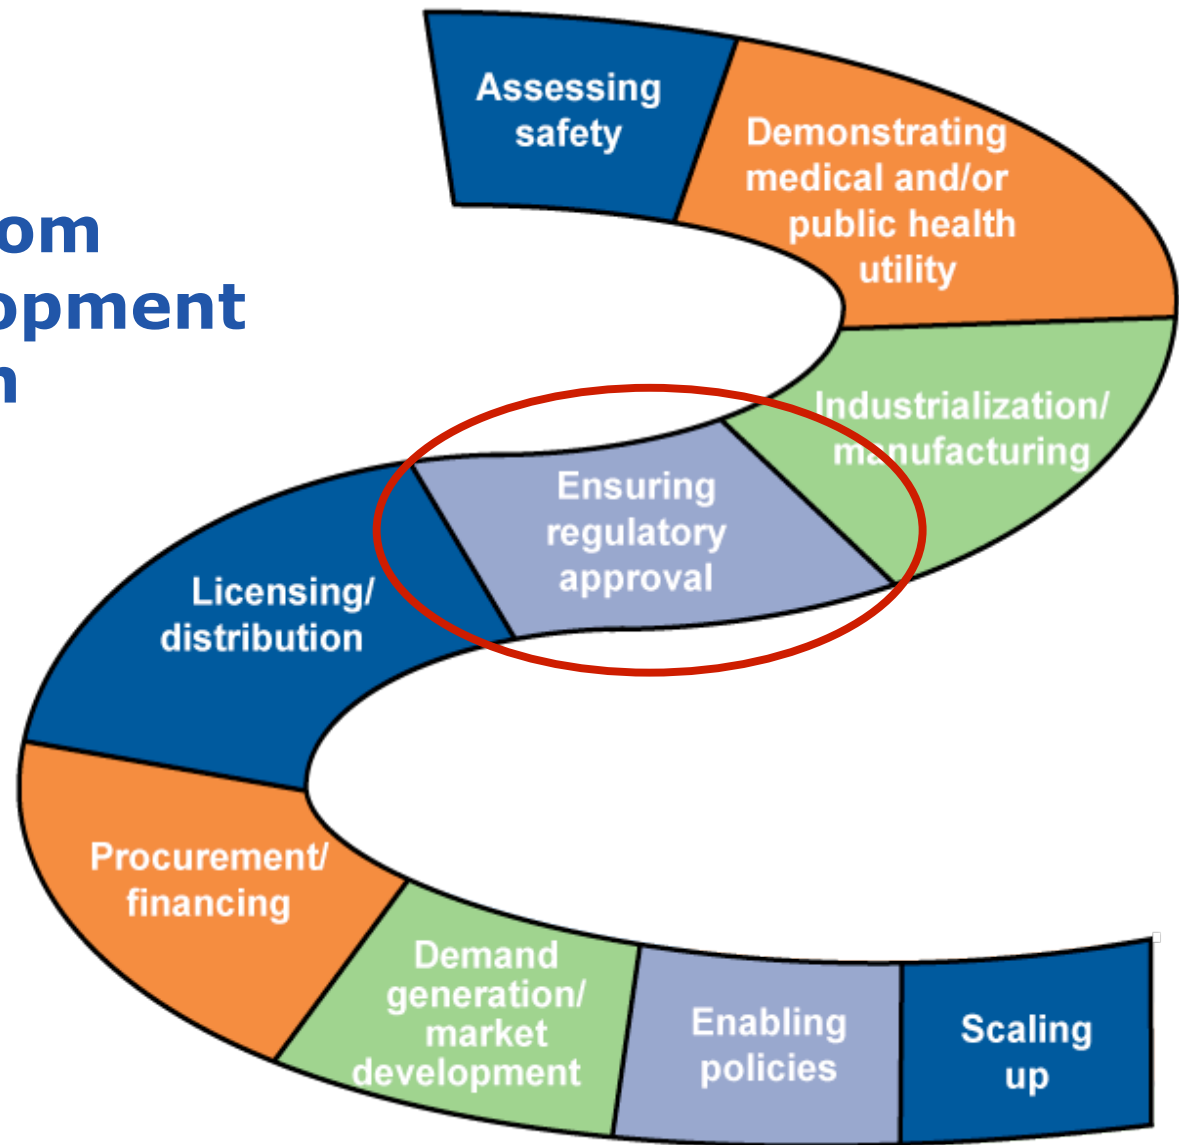 Assessing
safety
Demonstrating
medical and/or
public health
utility
om
opment
n
Industrialization/
manufacturing
Ensuring
regulatory
approval
Licensing/
distribution
Procurement/
financing
Demand
generation/
market
development
Enabling
policies
Scaling
up